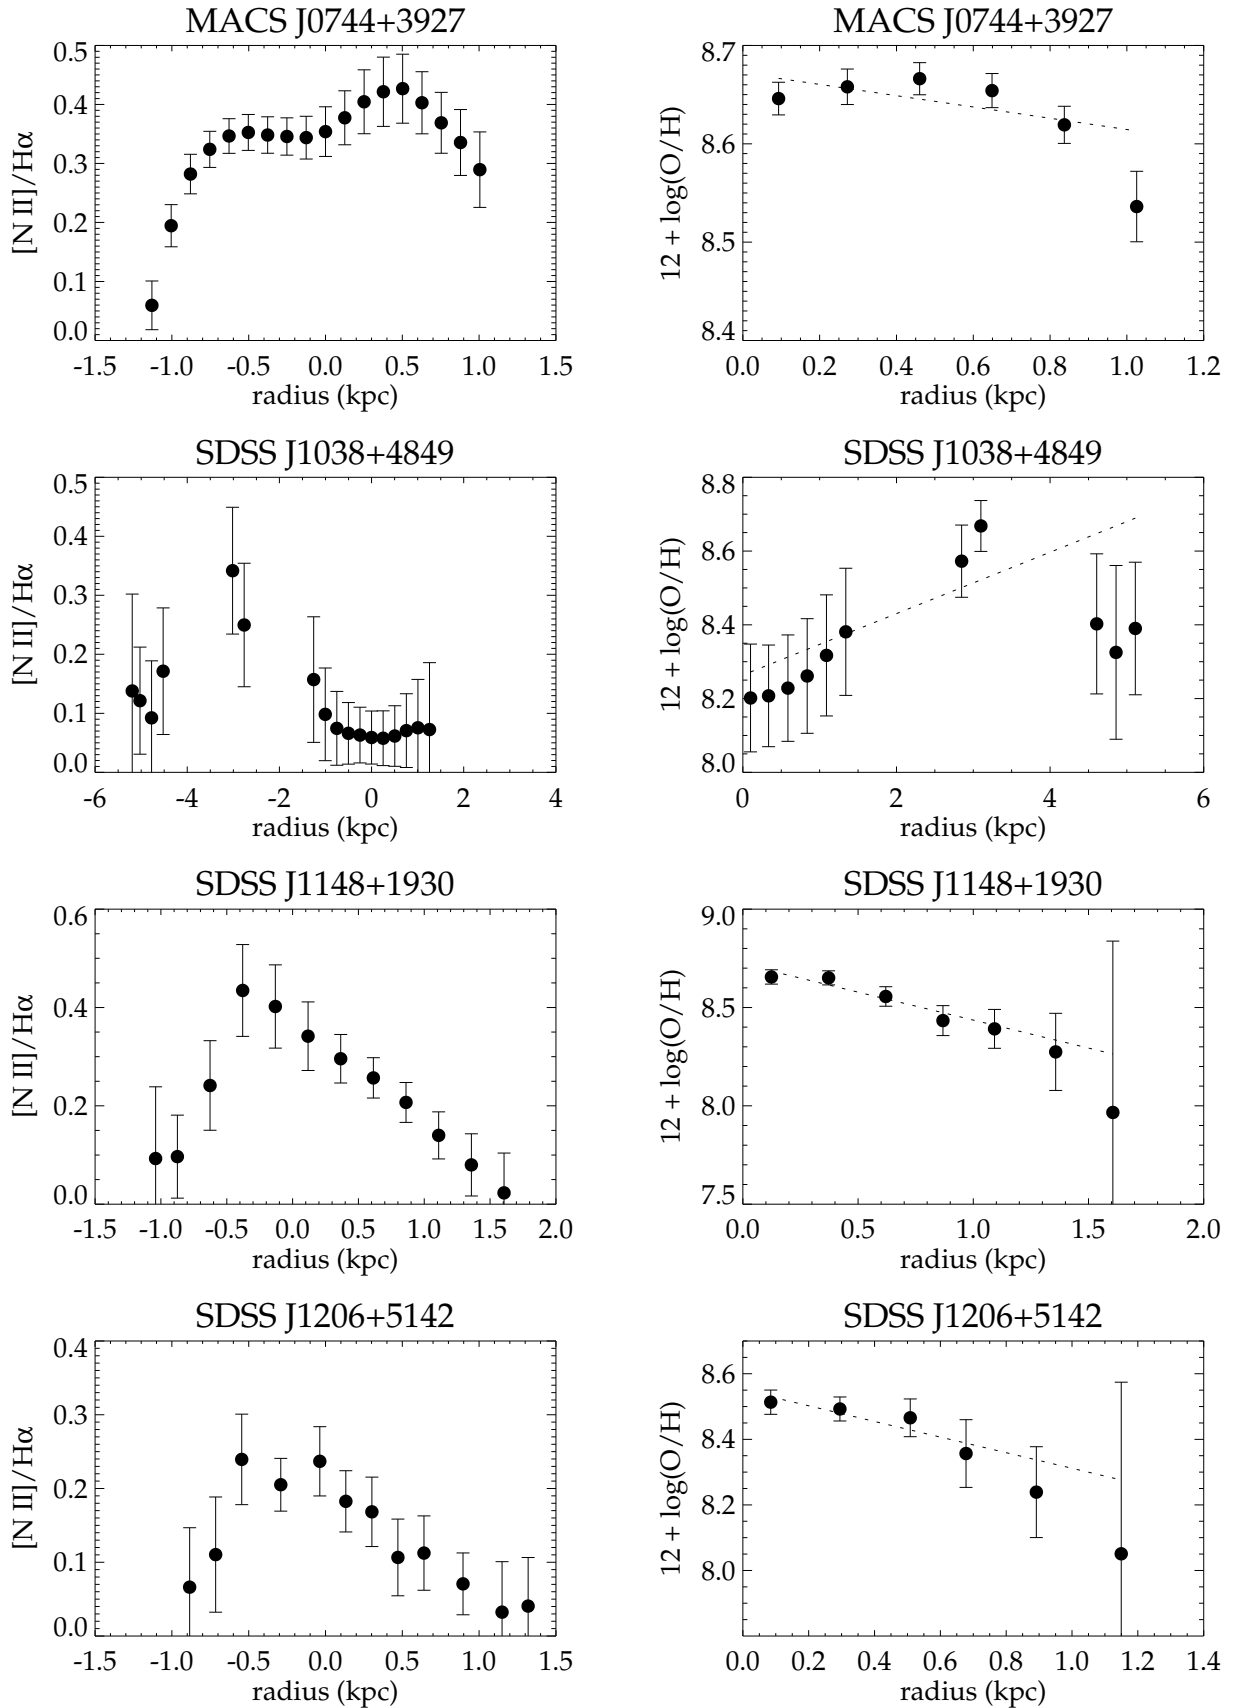 MACS J0744+3927
0.5
0.4
0.3
0.2
0.1
0.0
[N II]/Hα
-1.5 -1.0 -0.5 0.0 0.5 1.0 1.5
radius (kpc)
MACS J0744+3927
8.7
8.6
8.5
8.4
12 + log(O/H)
0.0 0.2 0.4 0.6 0.8 1.0 1.2
radius (kpc)
SDSS J1038+4849
0.5
0.4
0.3
0.2
0.1
0.0
[N II]/Hα
-6 -4 -2 0 2 4
radius (kpc)
SDSS J1038+4849
8.8
8.6
8.4
8.2
8.0
12 + log(O/H)
0 2 4 6
radius (kpc)
SDSS J1148+1930
0.6
0.4
0.2
0.0
[N II]/Hα
-1.5 -1.0 -0.5 0.0 0.5 1.0 1.5 2.0
radius (kpc)
SDSS J1148+1930
9.0
8.5
8.0
7.5
12 + log(O/H)
0.0 0.5 1.0 1.5 2.0
radius (kpc)
SDSS J1206+5142
0.4
0.3
0.2
0.1
0.0
[N II]/Hα
-1.5 -1.0 -0.5 0.0 0.5 1.0 1.5
radius (kpc)
SDSS J1206+5142
8.6
8.4
8.2
8.0
12 + log(O/H)
0.0 0.2 0.4 0.6 0.8 1.0 1.2 1.4
radius (kpc)